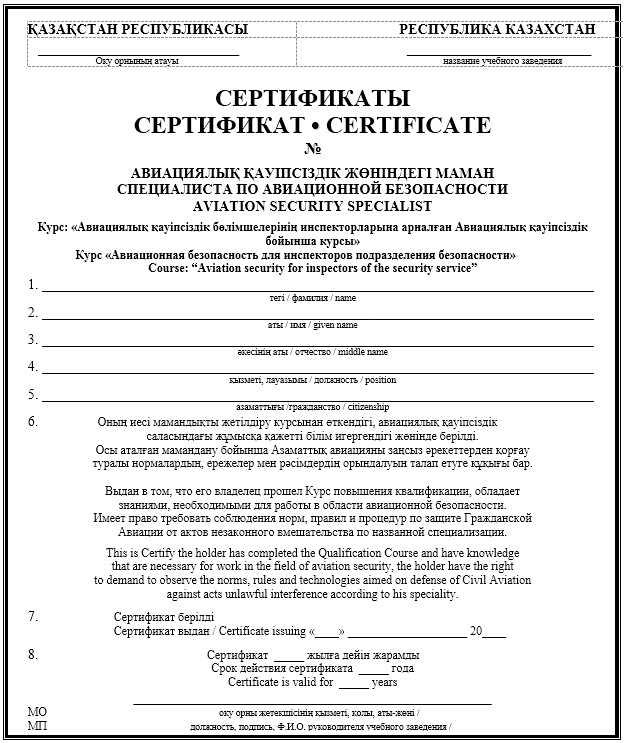 ҚАЗАҚСТАН РЕСПУБЛИКАСЫ
РЕСПУБЛИКА КАЗАХСТАН
Оқу орнының атауы
название учебного заведения
СЕРТИФИКАТЫ
СЕРТИФИКАТ • CERTIFICATE
№
АВИАЦИЯЛЫҚ ҚАУІПСІЗДІК ЖӨНІНДЕГІ МАМАН
СПЕЦИАЛИСТА ПО АВИАЦИОННОЙ БЕЗОПАСНОСТИ
AVIATION SECURITY SPECIALIST
Курс: «Авиациялық қауіпсіздік бөлімшелерінің инспекторларына арналған Авиациялық қауіпсіздік
бойынша курсы»
Курс «Авиационная безопасность для инспекторов подразделения безопасности»
Course: “Aviation security for inspectors of the security service”
1.
тегі / фамилия / name
2.
аты / имя / given name
3.
әкесінің аты / отчество / middle name
4.
қызметі, лауазымы / должность / position
5.
азаматтығы /гражданство / citizenship
6. Оның иесі мамандықты жетілдіру курсынан өткендігі, авиациялық қауіпсіздік
саласындағы жұмысқа қажетті білім игергендігі женінде берілді.
Осы аталған мамандану бойынша Азаматтық авиацияны заңсыз әрекеттерден қорғау
туралы нормалардың, ережелер мен рәсімдердің орындалуын талап етуге құқығы бар.
Выдан в том, что его владелец прошел Курс повышения квалификации, обладает
знаниями, необходимыми для работы в области авиационной безопасности.
Имеет право требовать соблюдения норм, правил и процедур по защите Гражданской
Авиации от актов незаконного вмешательства по названной специализации.
This is Certify the holder has completed the Qualification Course and have knowledge
that are necessary for work in the field of aviation security, the holder have the right
to demand to observe the norms, rules and technologies aimed on defense of Civil Aviation
against acts unlawful interference according to his speciality.
7. Сертификат берілді
Сертификат выдан / Certificate issuing «____» ____________________ 20____
8. Сертификат _____ жылға дейін жарамды
Срок действия сертификата _____ года
Certificate is valid for _____ years
МО оқу орны жетекшісінің қызметі, қолы, аты-жөні /
МП должность, подпись, Ф.И.О. руководителя учебного заведения /